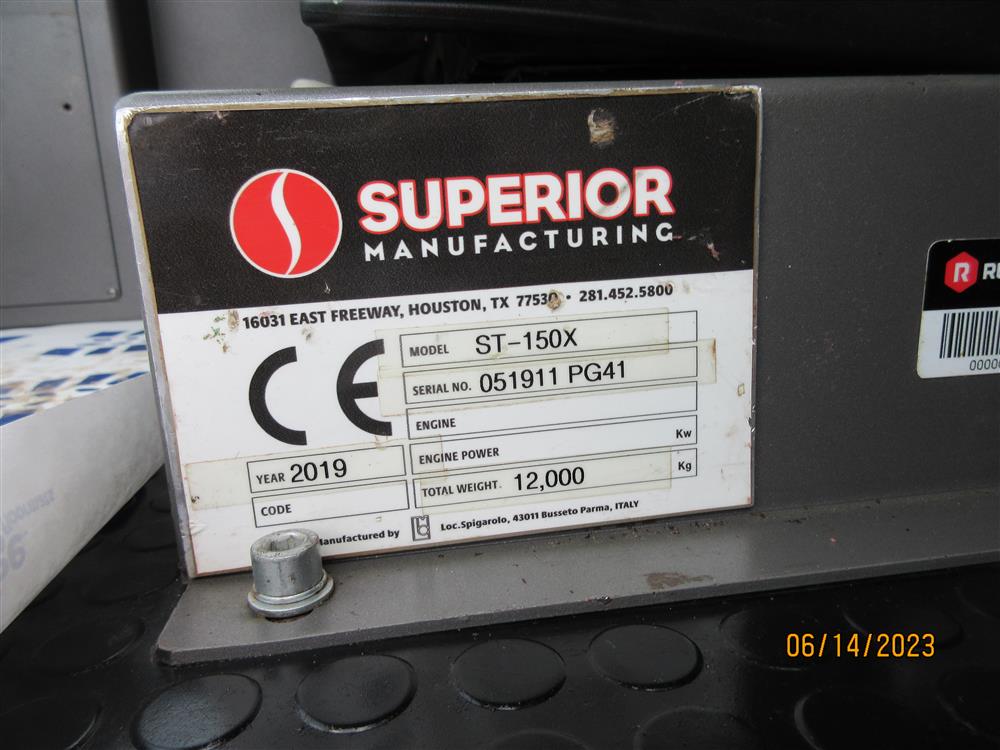 SUPERIOR
MANUFACTURING
16031 EAST FREEWAY, HOUSTON, TX 77530 • 281.452.5800
CE
MODEL ST-150X
SERIAL NO. 051911 PG41
ENGINE
ENGINE POWER Kw
YEAR 2019
TOTAL WEIGHT. 12,000 Kg
CODE
Manufactured by Loc.Spigarolo, 43011 Busseto Parma, ITALY
R
06/14/2023